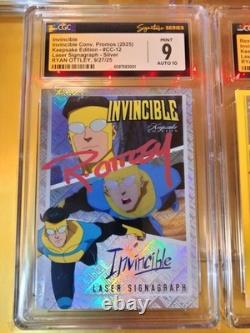 CGC Signature SERIES
Invincible
Invincible Conv. Promos (2025)
Keepsake Edition - #CC-12
Laser Signagraph - Silver
RYAN OTTLEY, 9/27/25
MINT
9
AUTO 10
INVINCIBLE
Keepsake
Invincible
LASER SIGNAGRAPH